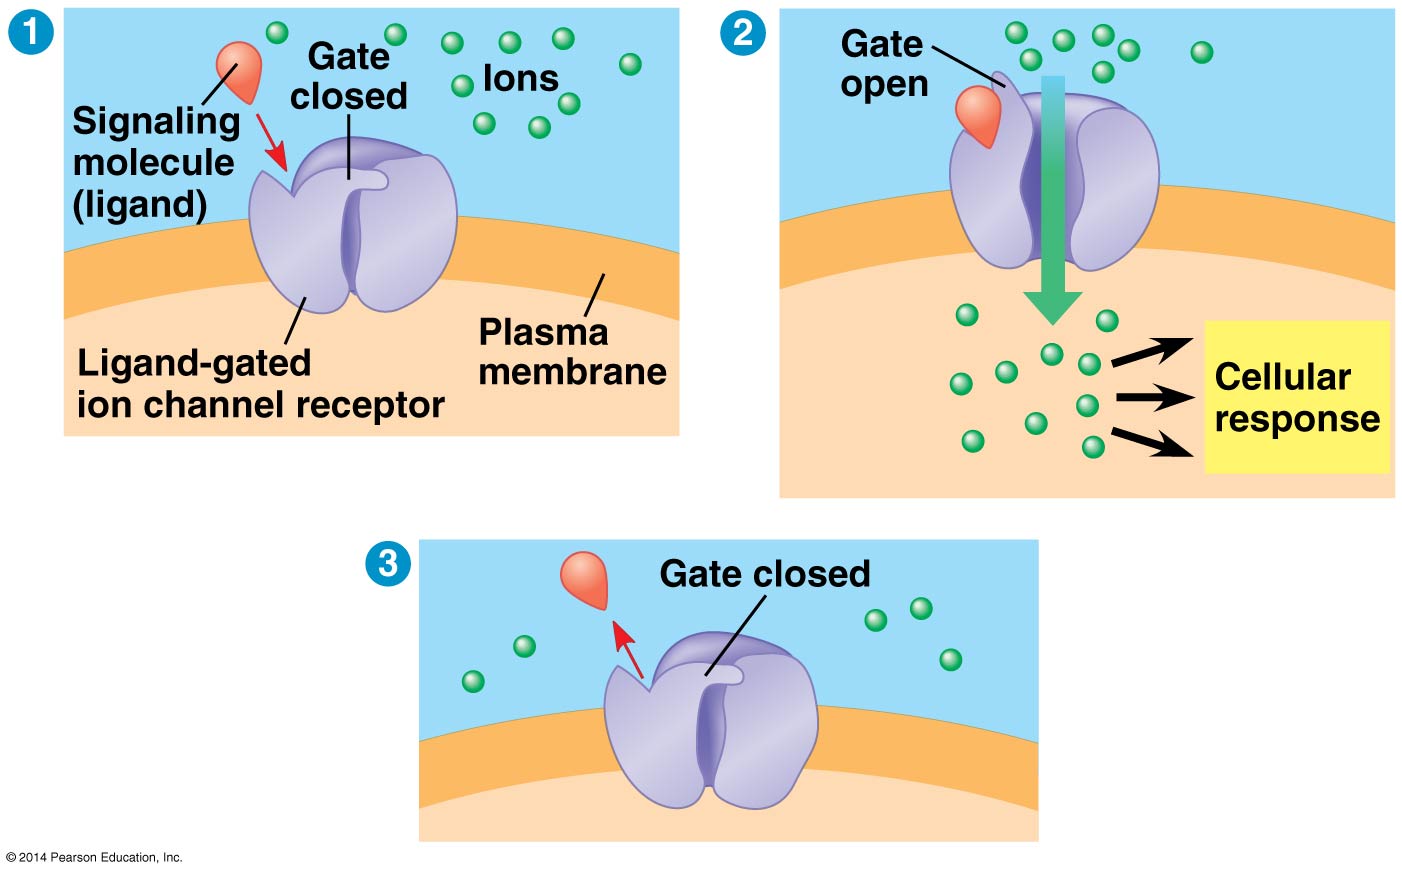 1
Gate
closed
Ions
Signaling
molecule
(ligand)
Ligand-gated
ion channel receptor
Plasma
membrane
2
Gate
open
Cellular
response
3
Gate closed
© 2014 Pearson Education, Inc.